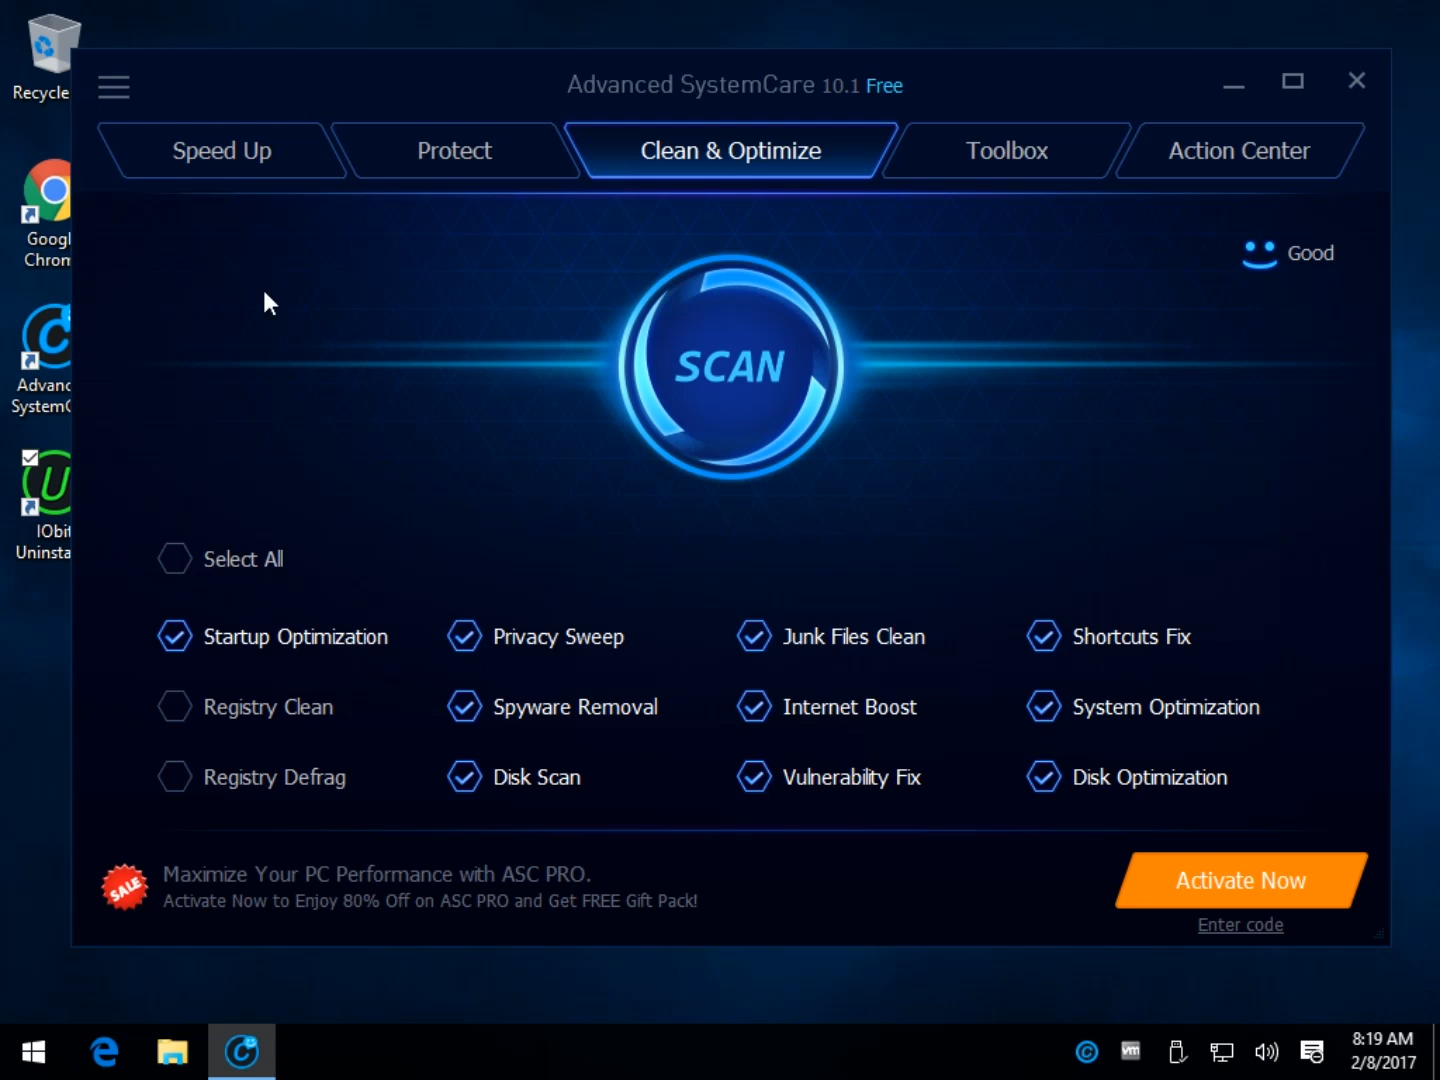 Recycle
Googl
Chrom
Advanc
SystemC
IObit
Uninsta
Advanced SystemCare 10.1 Free
Speed Up
Protect
Clean & Optimize
Toolbox
Action Center
Good
SCAN
Select All
Startup Optimization
Privacy Sweep
Junk Files Clean
Shortcuts Fix
Registry Clean
Spyware Removal
Internet Boost
System Optimization
Registry Defrag
Disk Scan
Vulnerability Fix
Disk Optimization
SALE
Maximize Your PC Performance with ASC PRO.
Activate Now to Enjoy 80% Off on ASC PRO and Get FREE Gift Pack!
Activate Now
Enter code
vm
8:19 AM
2/8/2017